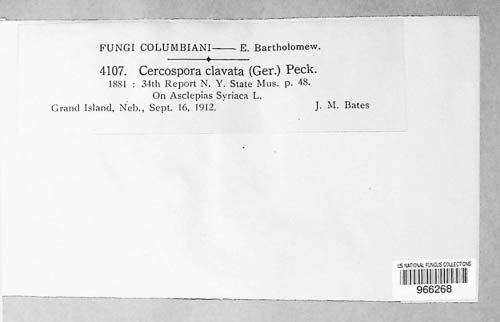 FUNGI COLUMBIANI—— E. Bartholomew.
4107. Cercospora clavata (Ger.) Peck.
1881 : 34th Report N. Y. State Mus. p. 48.
On Asclepias Syriaca L.
Grand Island, Neb., Sept. 16, 1912. J. M. Bates
US NATIONAL FUNGUS COLLECTIONS
966268